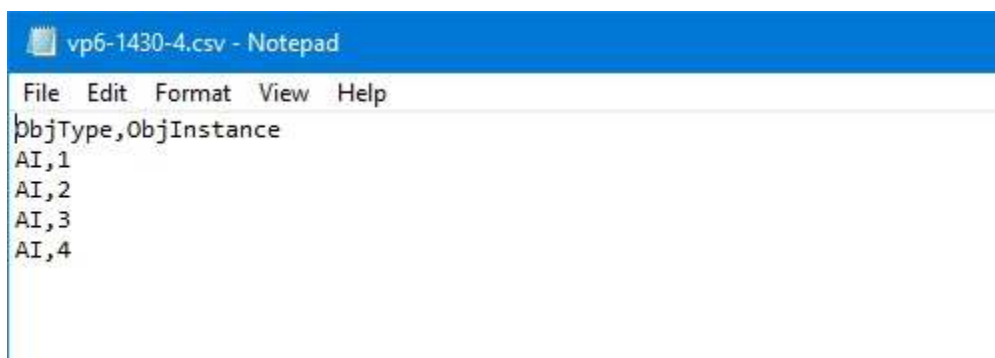 vp6-1430-4.csv - Notepad
File Edit Format View Help
ObjType,ObjInstance
AI,1
AI,2
AI,3
AI,4